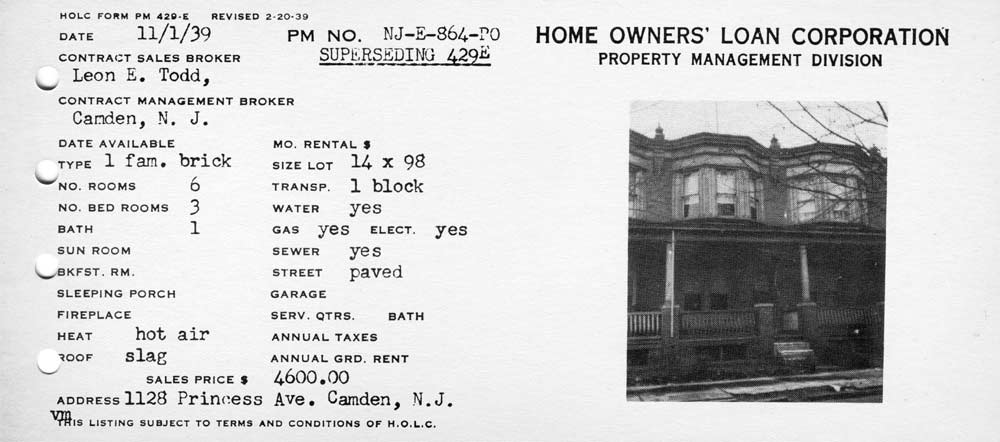 HOLC FORM PM 429-E REVISED 2-20-39
DATE 11/1/39 PM NO. NJ-E-864-PO
SUPERSEDING 429E
HOME OWNERS' LOAN CORPORATION
PROPERTY MANAGEMENT DIVISION
CONTRACT SALES BROKER
Leon E. Todd,
CONTRACT MANAGEMENT BROKER
Camden, N. J.
DATE AVAILABLE MO. RENTAL $
TYPE 1 fam. brick SIZE LOT 14 x 98
NO. ROOMS 6 TRANSP. 1 block
NO. BED ROOMS 3 WATER yes
BATH 1 GAS yes ELECT. yes
SUN ROOM SEWER yes
BKFST. RM. STREET paved
SLEEPING PORCH GARAGE
FIREPLACE SERV. QTRS. BATH
HEAT hot air ANNUAL TAXES
ROOF slag ANNUAL GRD. RENT
SALES PRICE $ 4600.00
ADDRESS 1128 Princess Ave. Camden, N.J.
vm
THIS LISTING SUBJECT TO TERMS AND CONDITIONS OF H.O.L.C.